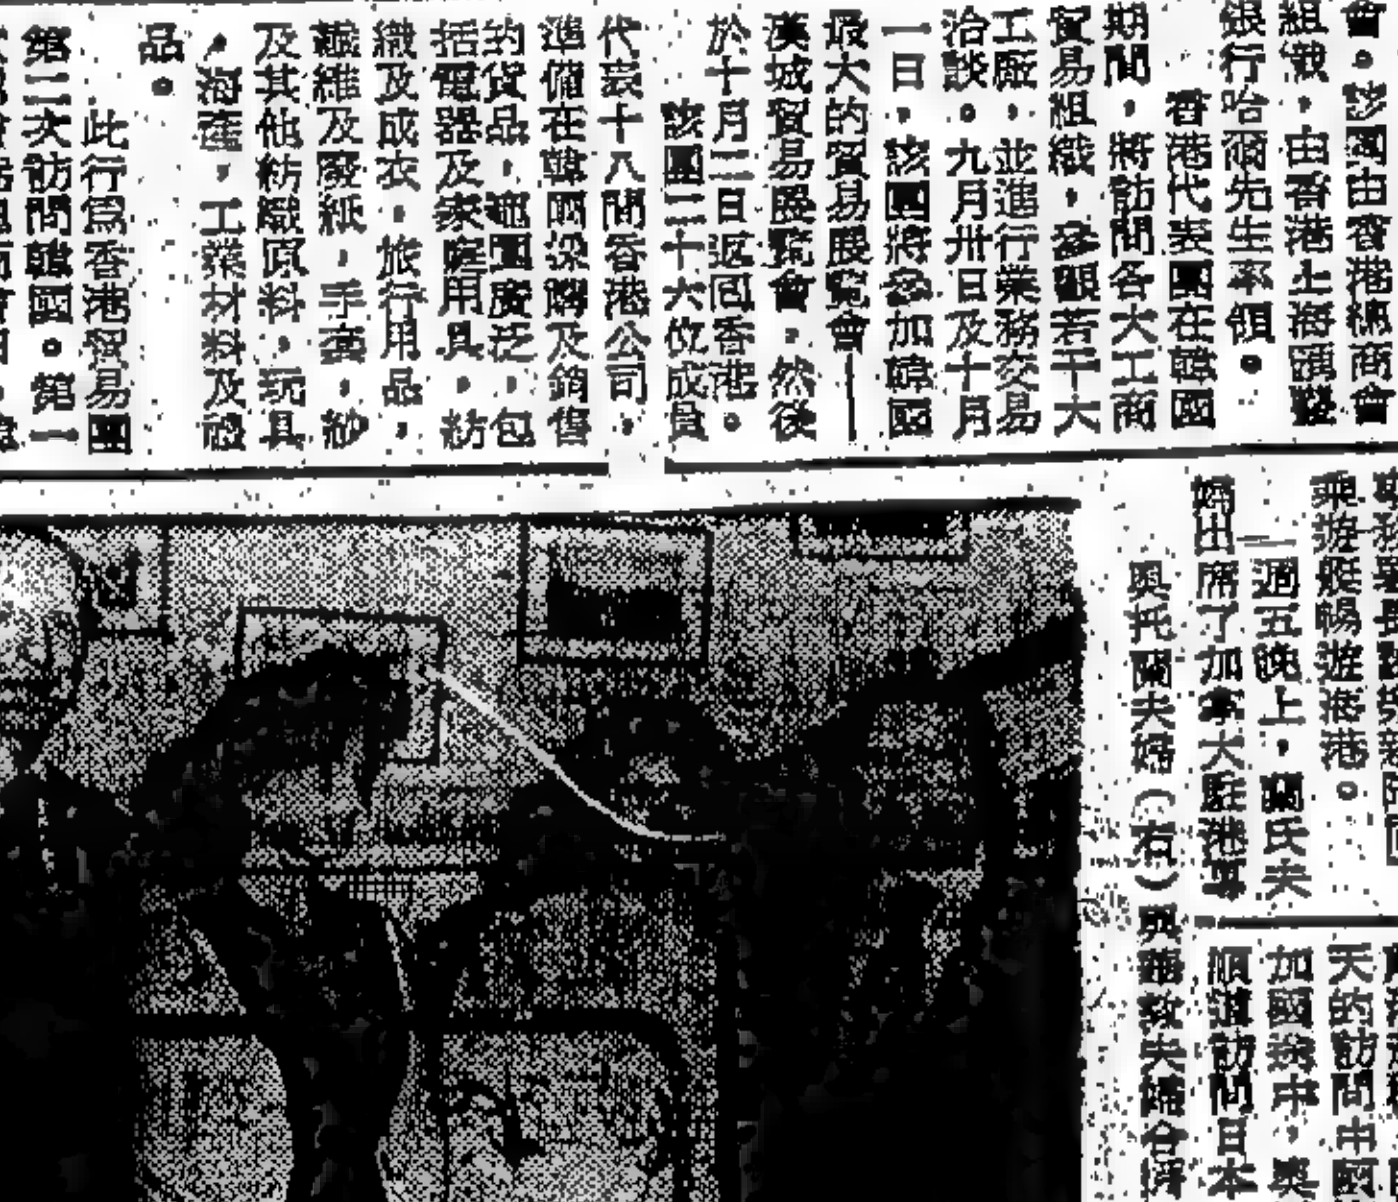 會。該團由香港總商會
組織,由香港上海滙豐
銀行哈爾先生率領。
香港代表團在韓國
期間,將訪問各大工商
貿易組織,參觀若干大
工廠,並進行業務交易
洽談。九月卅日及十月
一日,該團將參加韓國
最大的貿易展覽會—
漢城貿易展覽會,然後
於十月二日返回香港。
該團二十六位成員
代表十八間香港公司,
準備在韓國採購及銷售
的貨品,範圍廣泛,包
括電器及家庭用具,紡
織及成衣,旅行用品,
纖維及廢紙,手套,紗
及其他紡織原料,玩具
,海產,工業材料及禮
品。
此行為香港貿易團
第二次訪問韓國。第一
乘遊艇暢遊海港。
一週五晚上,蘭氏夫
婦出席了加拿大駐港專
天的訪問中
加國途中,
順道訪問日本
奧托蘭夫婦(右)與
夫婦合